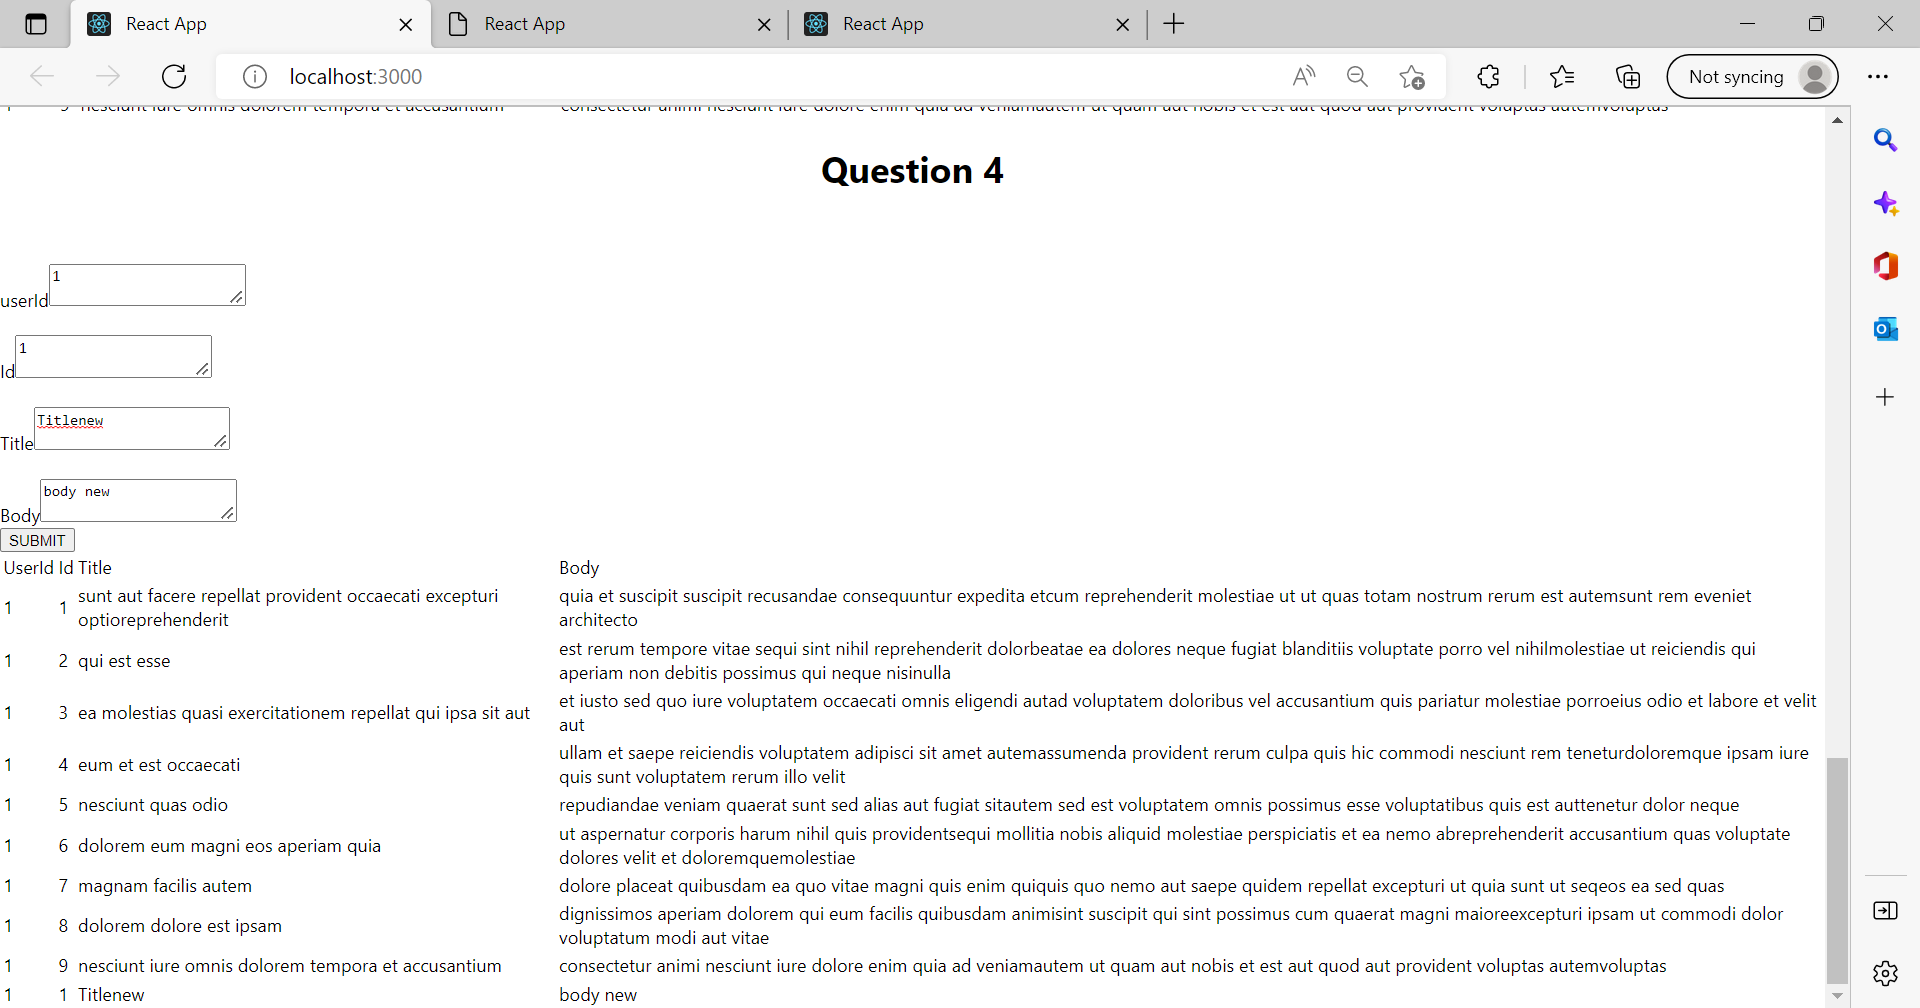 React App
React App
React App
localhost:3000
Not syncing
1 9 nesciunt iure omnis dolorem tempora et accusantium consectetur animi nesciunt iure dolore enim quia ad veniamautem ut quam aut nobis et est aut quod aut provident voluptas autemvoluptas
Question 4
userId 1
Id 1
Title Titlenew
Body body new
SUBMIT
UserId Id Title Body
1 1 sunt aut facere repellat provident occaecati excepturi
optioreprehenderit
quia et suscipit suscipit recusandae consequuntur expedita etcum reprehenderit molestiae ut ut quas totam nostrum rerum est autemsunt rem eveniet
architecto
1 2 qui est esse
est rerum tempore vitae sequi sint nihil reprehenderit dolorbeatae ea dolores neque fugiat blanditiis voluptate porro vel nihilmolestiae ut reiciendis qui
aperiam non debitis possimus qui neque nisinulla
1 3 ea molestias quasi exercitationem repellat qui ipsa sit aut
et iusto sed quo iure voluptatem occaecati omnis eligendi autad voluptatem doloribus vel accusantium quis pariatur molestiae porroeius odio et labore et velit
aut
1 4 eum et est occaecati
ullam et saepe reiciendis voluptatem adipisci sit amet autemassumenda provident rerum culpa quis hic commodi nesciunt rem teneturdoloremque ipsam iure
quis sunt voluptatem rerum illo velit
1 5 nesciunt quas odio repudiandae veniam quaerat sunt sed alias aut fugiat sitautem sed est voluptatem omnis possimus esse voluptatibus quis est auttenetur dolor neque
1 6 dolorem eum magni eos aperiam quia
ut aspernatur corporis harum nihil quis providentsequi mollitia nobis aliquid molestiae perspiciatis et ea nemo abreprehenderit accusantium quas voluptate
dolores velit et doloremquemolestiae
1 7 magnam facilis autem dolore placeat quibusdam ea quo vitae magni quis enim quiquis quo nemo aut saepe quidem repellat excepturi ut quia sunt ut seqeos ea sed quas
1 8 dolorem dolore est ipsam
dignissimos aperiam dolorem qui eum facilis quibusdam animisint suscipit qui sint possimus cum quaerat magni maioreexcepturi ipsam ut commodi dolor
voluptatum modi aut vitae
1 9 nesciunt iure omnis dolorem tempora et accusantium consectetur animi nesciunt iure dolore enim quia ad veniamautem ut quam aut nobis et est aut quod aut provident voluptas autemvoluptas
1 1 Titlenew body new